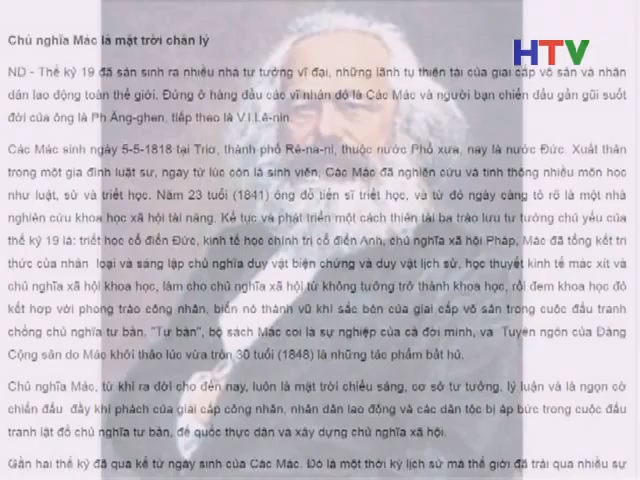 Chủ nghĩa Mác là mặt trời chân lý
HTV
ND - Thế kỷ 19 đã sản sinh ra nhiều nhà tư tưởng vĩ đại, những lãnh tụ thiên tài của giai cấp vô sản và nhân
dân lao động toàn thế giới. Đứng ở hàng đầu các vĩ nhân đó là Các Mác và người bạn chiến đấu gần gũi suốt
đời của ông là Ph.Ăng-ghen, tiếp theo là V.I.Lê-nin.
Các Mác sinh ngày 5-5-1818 tại Triơ, thành phố Rê-na-ni, thuộc nước Phổ xưa, nay là nước Đức. Xuất thân
trong một gia đình luật sư, ngay từ lúc còn là sinh viên, Các Mác đã nghiên cứu và tinh thông nhiều môn học
như luật, sử và triết học. Năm 23 tuổi (1841) ông đỗ tiến sĩ triết học, và từ đó ngày càng tỏ rõ là một nhà
nghiên cứu khoa học xã hội tài năng. Kế tục và phát triển một cách thiên tài ba trào lưu tư tưởng chủ yếu của
thế kỷ 19 là: triết học cổ điển Đức, kinh tế học chính trị cổ điển Anh, chủ nghĩa xã hội Pháp, Mác đã tổng kết tri
thức của nhân loại và sáng lập chủ nghĩa duy vật biện chứng và duy vật lịch sử, học thuyết kinh tế mác xít và
chủ nghĩa xã hội khoa học, làm cho chủ nghĩa xã hội từ không tưởng trở thành khoa học, rồi đem khoa học đó
kết hợp với phong trào công nhân, biến nó thành vũ khí sắc bén của giai cấp vô sản trong cuộc đấu tranh
chống chủ nghĩa tư bản. "Tư bản", bộ sách Mác coi là sự nghiệp của cả đời mình, và Tuyên ngôn của Đảng
Cộng sản do Mác khởi thảo lúc vừa tròn 30 tuổi (1848) là những tác phẩm bất hủ.
Chủ nghĩa Mác, từ khi ra đời cho đến nay, luôn là mặt trời chiếu sáng, cơ sở tư tưởng, lý luận và là ngọn cờ
chiến đấu đầy khí phách của giai cấp công nhân, nhân dân lao động và các dân tộc bị áp bức trong cuộc đấu
tranh lật đổ chủ nghĩa tư bản, đế quốc thực dân và xây dựng chủ nghĩa xã hội.
Gần hai thế kỷ đã qua kể từ ngày sinh của Các Mác. Đó là một thời kỳ lịch sử mà thế giới đã trải qua nhiều sự